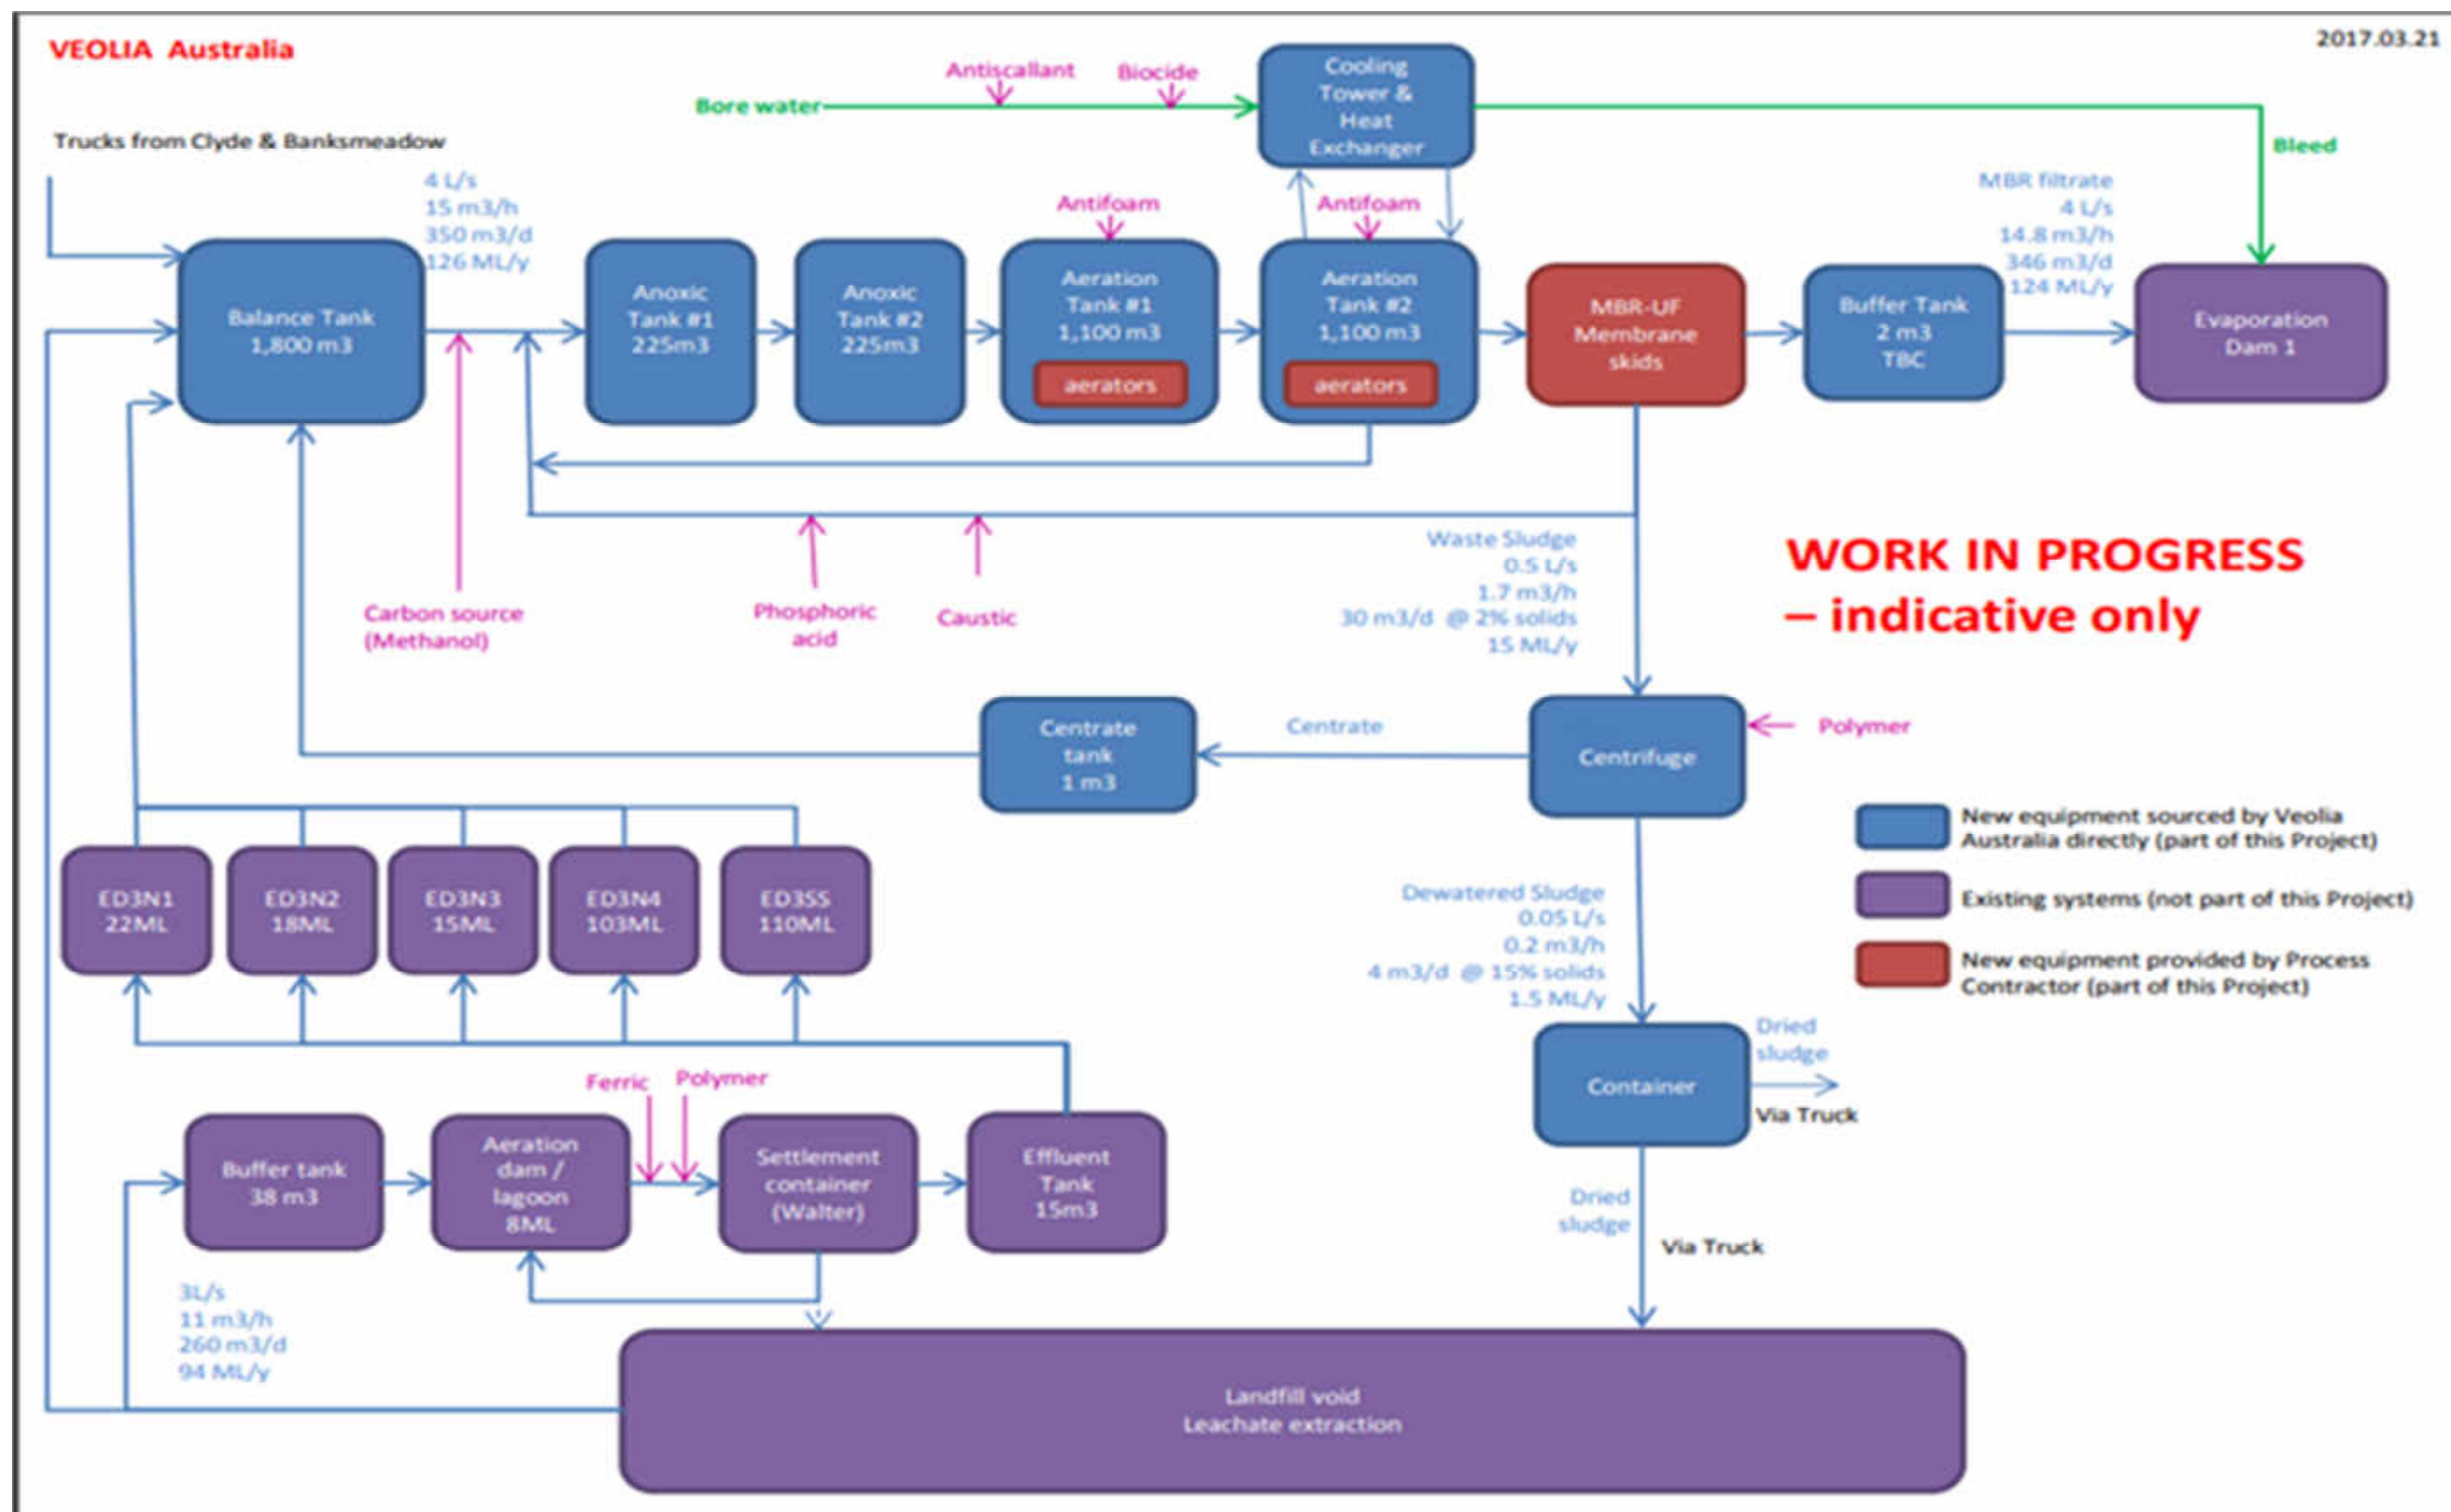 VEOLIA Australia
2017.03.21
Antiscallant
Biocide
Bore water
Cooling
Tower &
Heat
Exchanger
Bleed
Trucks from Clyde & Banksmeadow
4 L/s
15 m3/h
350 m3/d
126 ML/y
Antifoam
Antifoam
MBR filtrate
4 L/s
14.8 m3/h
346 m3/d
124 ML/y
Balance Tank
1,800 m3
Anoxic
Tank #1
225m3
Anoxic
Tank #2
225m3
Aeration
Tank #1
1,100 m3
aerators
Aeration
Tank #2
1,100 m3
aerators
MBR-UF
Membrane
skids
Buffer Tank
2 m3
TBC
Evaporation
Dam 1
Carbon source
(Methanol)
Phosphoric
acid
Caustic
Waste Sludge
0.5 L/s
1.7 m3/h
30 m3/d @ 2% solids
15 ML/y
WORK IN PROGRESS
– indicative only
Centrate
tank
1 m3
Centrate
Centrifuge
Polymer
New equipment sourced by Veolia
Australia directly (part of this Project)
Existing systems (not part of this Project)
New equipment provided by Process
Contractor (part of this Project)
ED3N1
22ML
ED3N2
18ML
ED3N3
15ML
ED3N4
103ML
ED3SS
110ML
Dewatered Sludge
0.05 L/s
0.2 m3/h
4 m3/d @ 15% solids
1.5 ML/y
Container
Dried
sludge
Via Truck
Ferric
Polymer
Buffer tank
38 m3
Aeration
dam /
lagoon
8ML
Settlement
container
(Walter)
Effluent
Tank
15m3
Dried
sludge
Via Truck
3L/s
11 m3/h
260 m3/d
94 ML/y
Landfill void
Leachate extraction